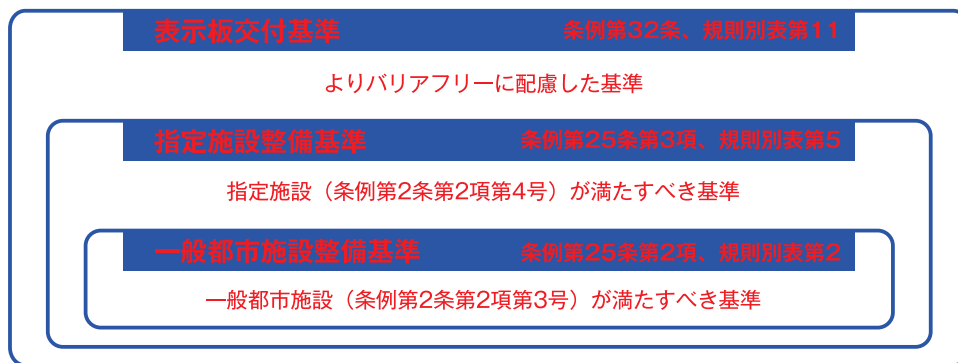 表示板交付基準 条例第32条、規則別表第11
よりバリアフリーに配慮した基準
指定施設整備基準 条例第25条第3項、規則別表第5
指定施設（条例第2条第2項第4号）が満たすべき基準
一般都市施設整備基準 条例第25条第2項、規則別表第2
一般都市施設（条例第2条第2項第3号）が満たすべき基準